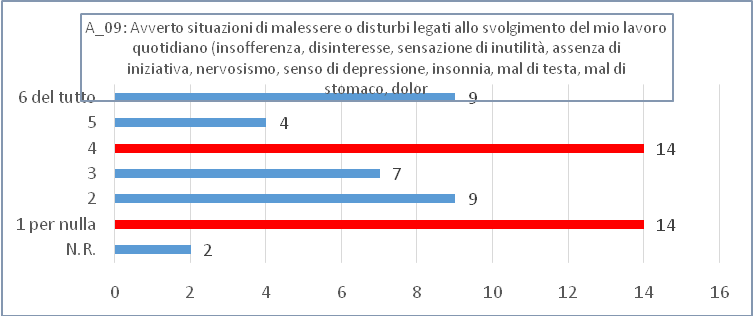 A_09: Avverto situazioni di malessere o disturbi legati allo svolgimento del mio lavoro
quotidiano (insofferenza, disinteresse, sensazione di inutilità, assenza di
iniziativa, nervosismo, senso di depressione, insonnia, mal di testa, mal di
stomaco, dolor
6 del tutto 9
5 4
4 14
3 7
2 9
1 per nulla 14
N.R. 2
0 2 4 6 8 10 12 14 16